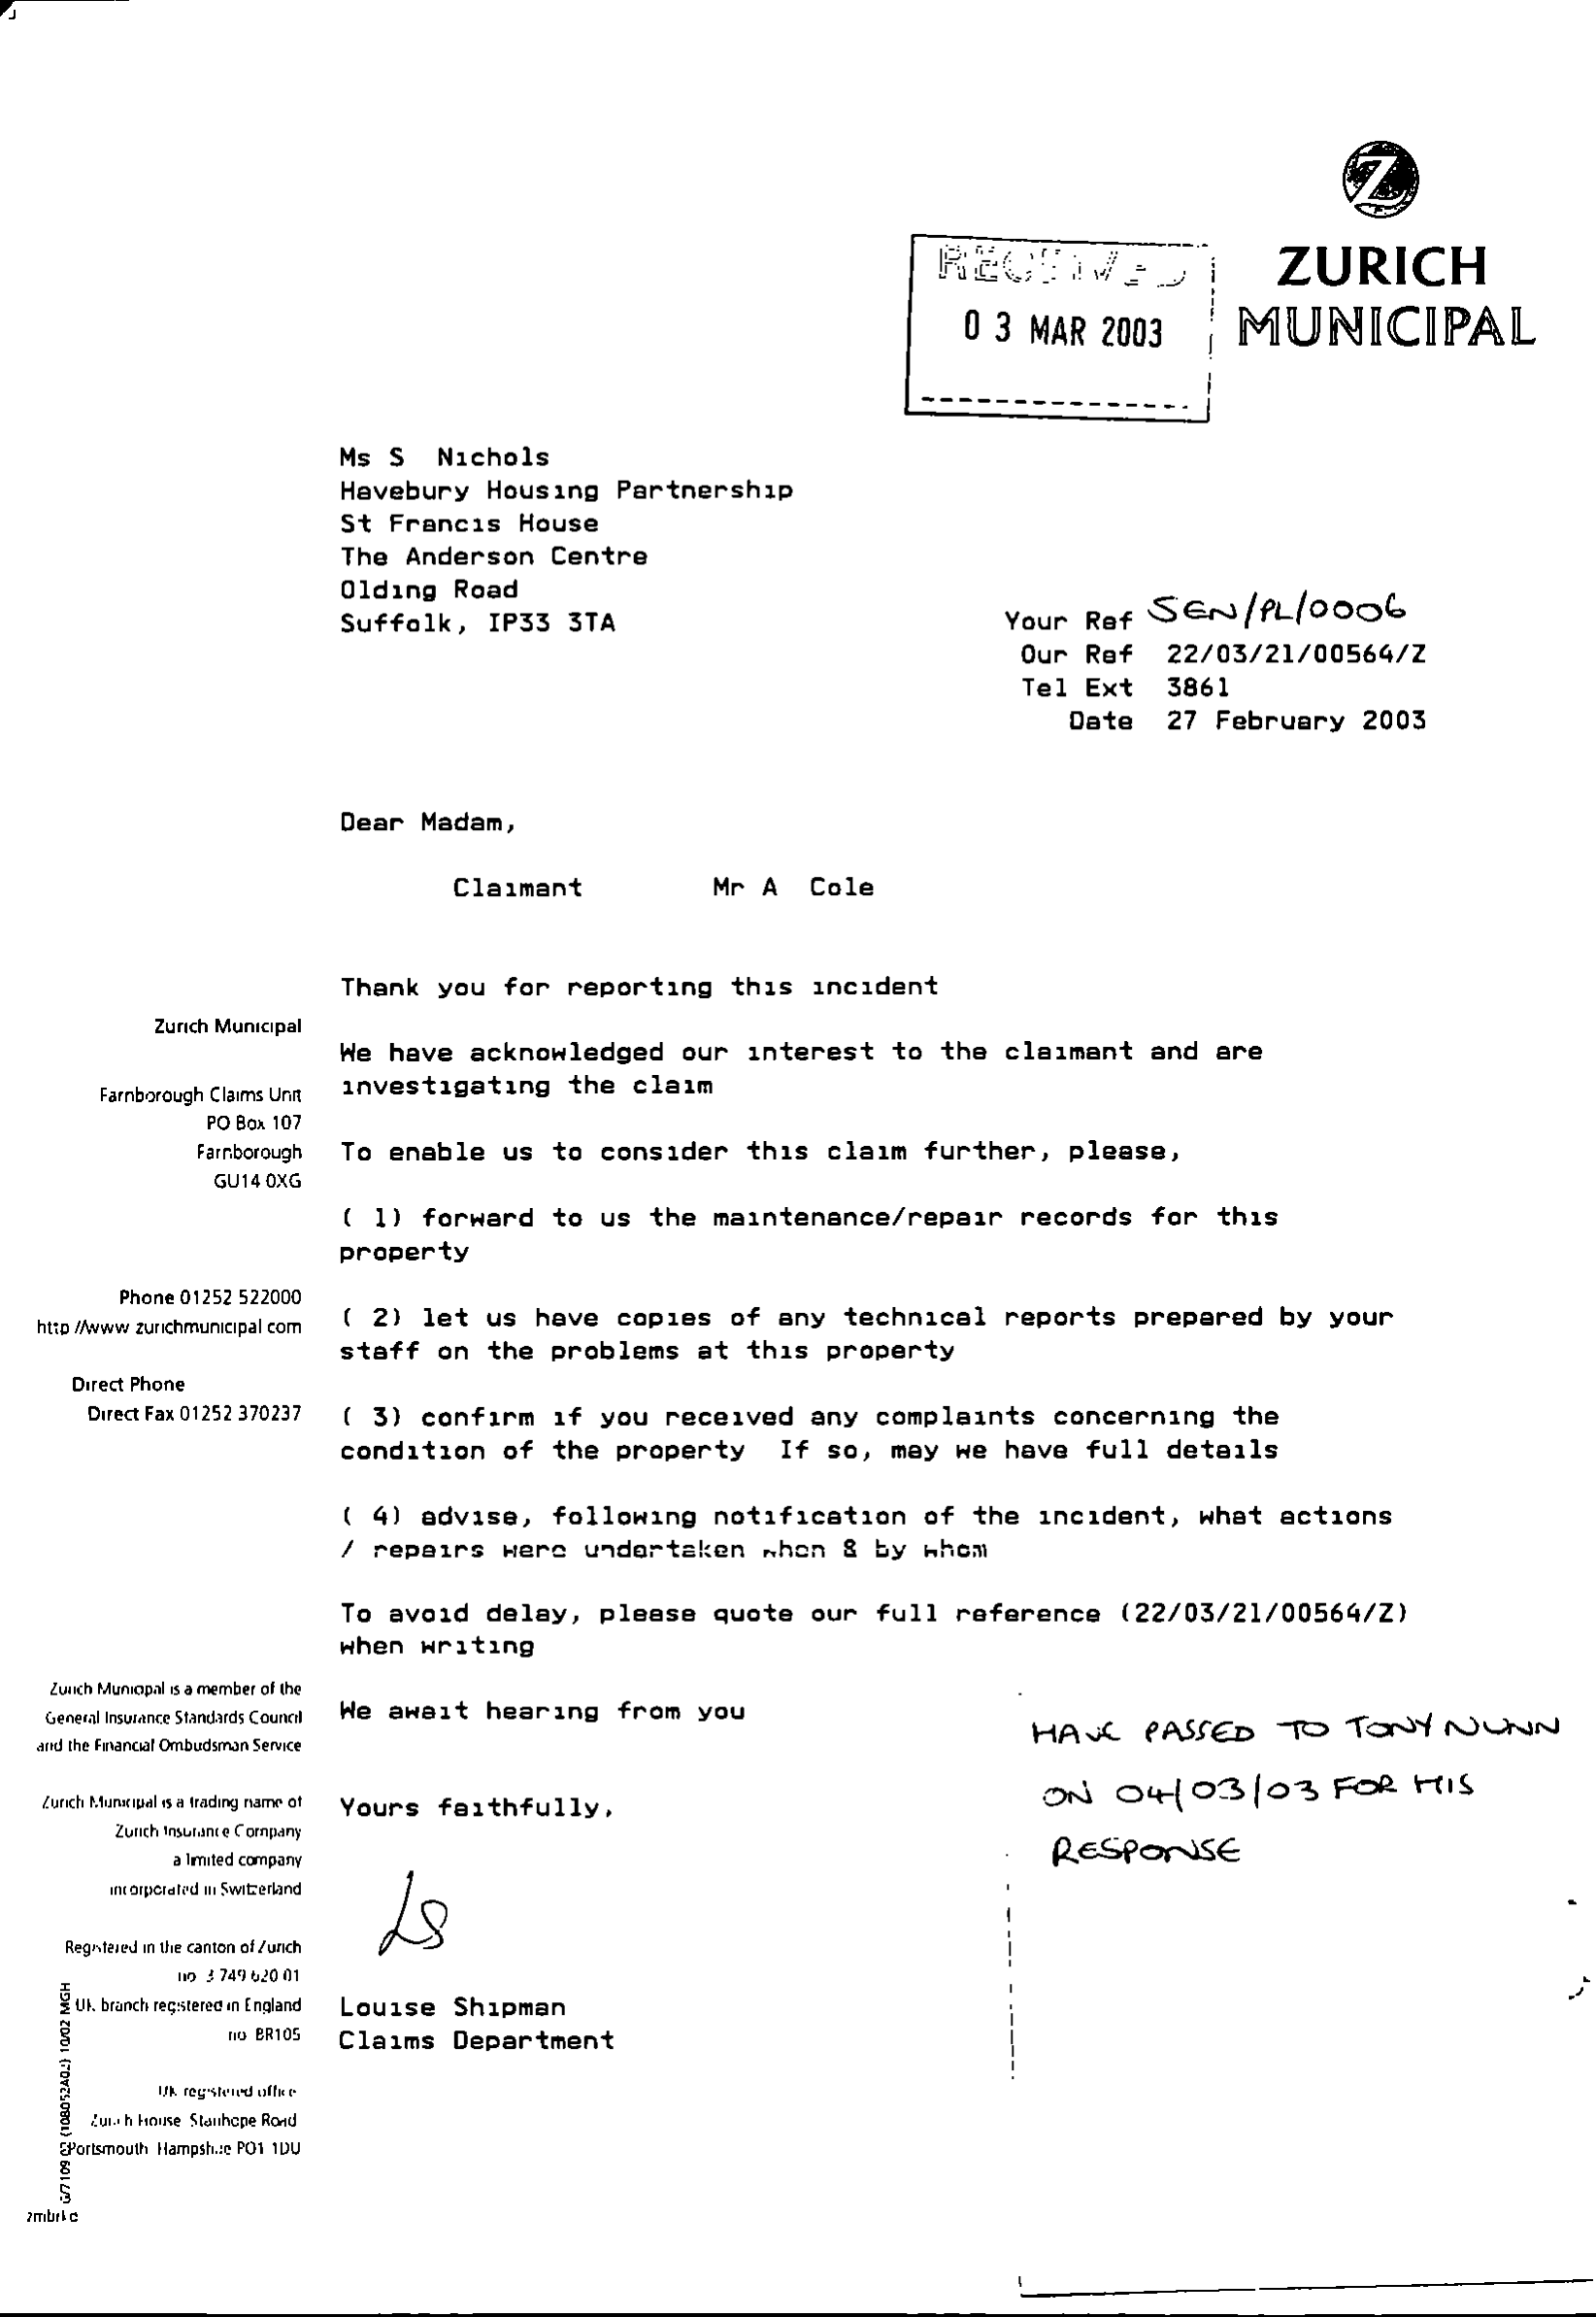 ZURICH
MUNICIPAL
RECEIVED
0 3 MAR 2003
Ms S Nichols
Havebury Housing Partnership
St Francis House
The Anderson Centre
Olding Road
Suffolk, IP33 3TA
Your Ref SEN/PL/0006
Our Ref 22/03/21/00564/Z
Tel Ext 3861
Date 27 February 2003
Dear Madam,
Claimant Mr A Cole
Thank you for reporting this incident
We have acknowledged our interest to the claimant and are
investigating the claim
To enable us to consider this claim further, please,
( 1) forward to us the maintenance/repair records for this
property
( 2) let us have copies of any technical reports prepared by your
staff on the problems at this property
( 3) confirm if you received any complaints concerning the
condition of the property If so, may we have full details
( 4) advise, following notification of the incident, what actions
/ repairs were undertaken when & by whom
To avoid delay, please quote our full reference (22/03/21/00564/Z)
when writing
We await hearing from you
Yours faithfully,
LS
Louise Shipman
Claims Department
HAVE PASSED TO TONY NUNN
ON 04/03/03 FOR HIS
RESPONSE
Zurich Municipal
Farnborough Claims Unit
PO Box 107
Farnborough
GU14 0XG
Phone 01252 522000
http //www zurichmunicipal com
Direct Phone
Direct Fax 01252 370237
Zurich Municipal is a member of the
General Insurance Standards Council
and the Financial Ombudsman Service
Zurich Municipal is a trading name of
Zurich Insurance Company
a limited company
incorporated in Switzerland
Registered in the canton of Zurich
no 3 749 620 01
UK branch registered in England
no BR105
UK registered office
Zurich House Stanhope Road
Portsmouth Hampshire PO1 1DU
(108052A02) 10/02 MGH